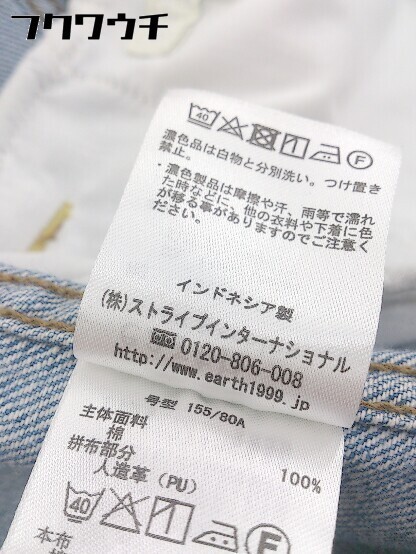 フクワウチ
40
F
濃色品は白物と分別洗い。つけ置き
禁止。
・濃色製品は摩擦や汗、雨等で濡れ
た時などに、他の衣料や下着に色
が移る事がありますのでご注意く
ださい。
インドネシア製
(株)ストライプインターナショナル
0120-806-008
http://www.earth1999.jp
号型 155/80A
主体面料
棉 100%
拼布部分
人造革(PU)
40
F
本布